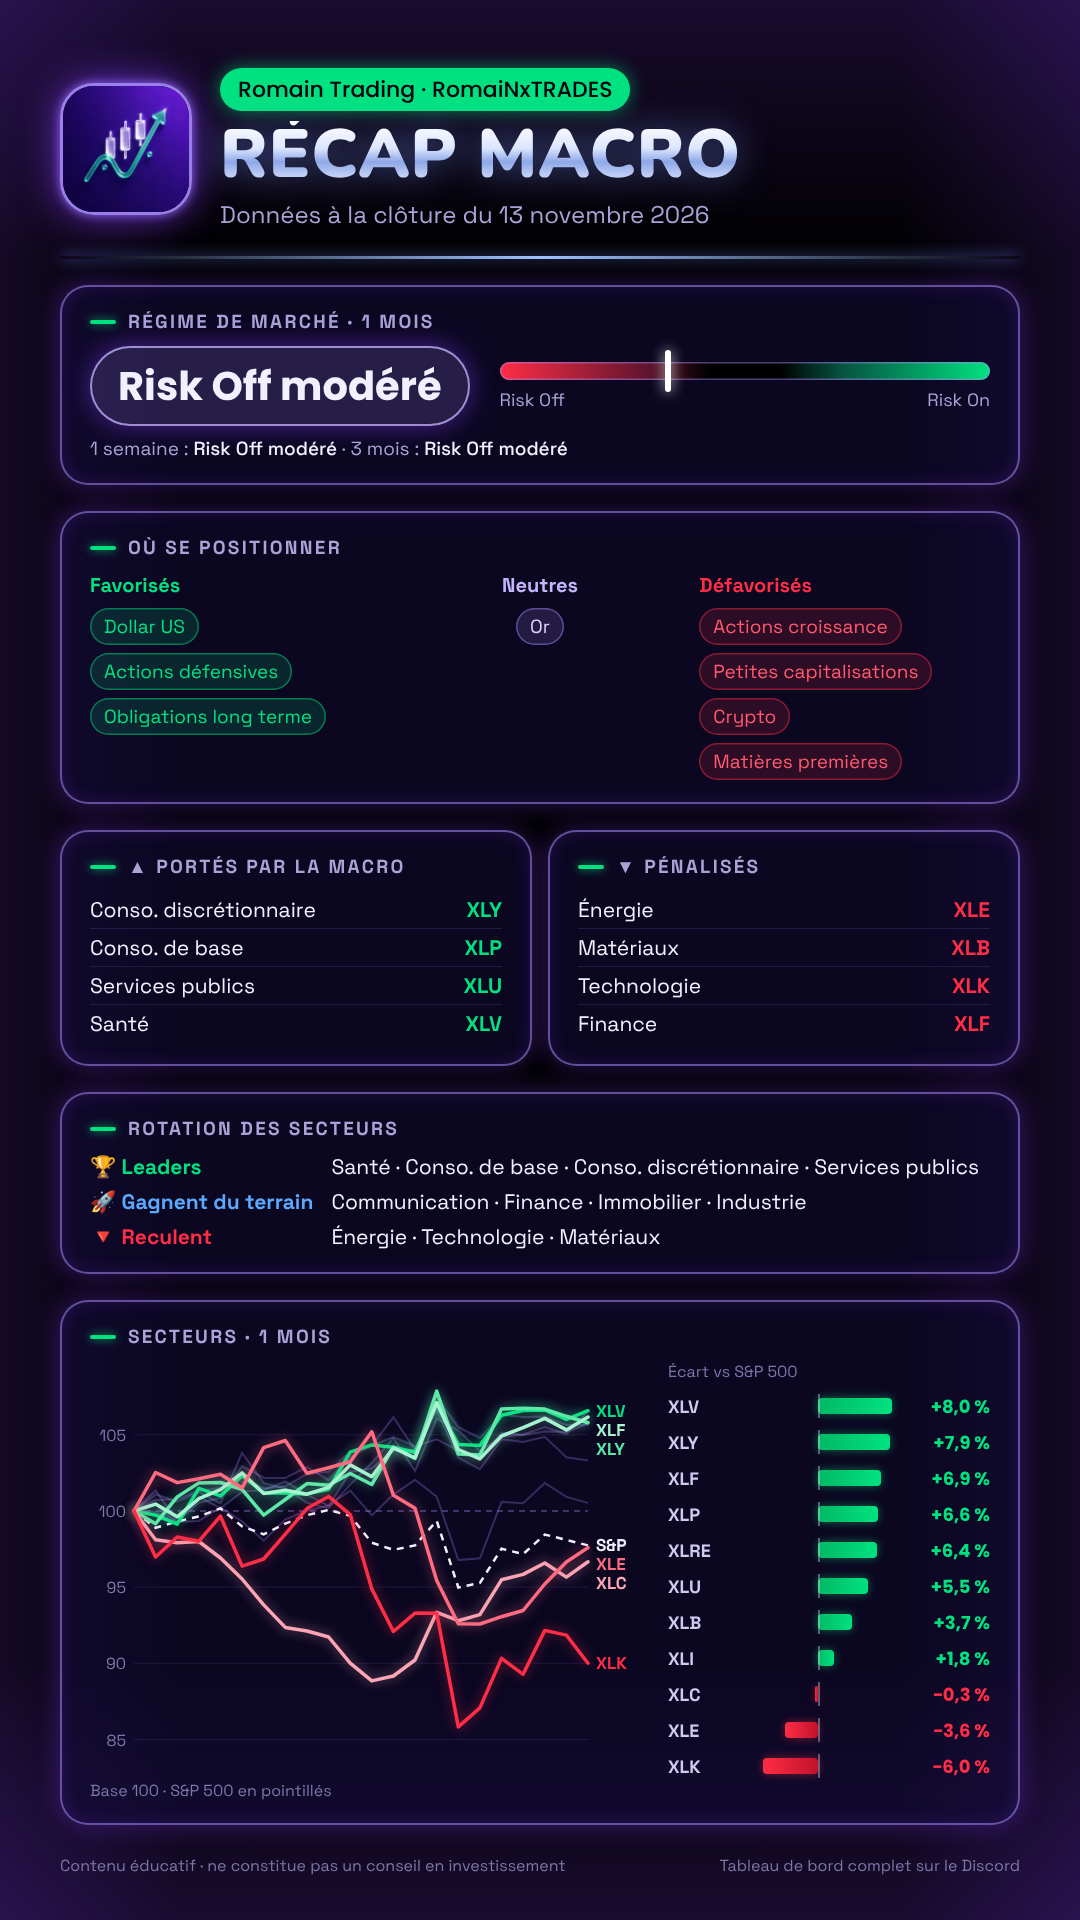 Romain Trading · RomaiNxTRADES
RÉCAP MACRO
Données à la clôture du 13 novembre 2026
RÉGIME DE MARCHÉ · 1 MOIS
Risk Off modéré
Risk Off
Risk On
1 semaine : Risk Off modéré · 3 mois : Risk Off modéré
OÙ SE POSITIONNER
Favorisés
Dollar US
Actions défensives
Obligations long terme
Neutres
Or
Défavorisés
Actions croissance
Petites capitalisations
Crypto
Matières premières
▲ PORTÉS PAR LA MACRO
Conso. discrétionnaire XLY
Conso. de base XLP
Services publics XLU
Santé XLV
▼ PÉNALISÉS
Énergie XLE
Matériaux XLB
Technologie XLK
Finance XLF
ROTATION DES SECTEURS
🏆 Leaders Santé · Conso. de base · Conso. discrétionnaire · Services publics
🚀 Gagnent du terrain Communication · Finance · Immobilier · Industrie
🔻 Reculent Énergie · Technologie · Matériaux
SECTEURS · 1 MOIS
105
100
95
90
85
XLV
XLF
XLY
S&P
XLE
XLC
XLK
Base 100 · S&P 500 en pointillés
Écart vs S&P 500
XLV +8,0 %
XLY +7,9 %
XLF +6,9 %
XLP +6,6 %
XLRE +6,4 %
XLU +5,5 %
XLB +3,7 %
XLI +1,8 %
XLC −0,3 %
XLE −3,6 %
XLK −6,0 %
Contenu éducatif · ne constitue pas un conseil en investissement
Tableau de bord complet sur le Discord